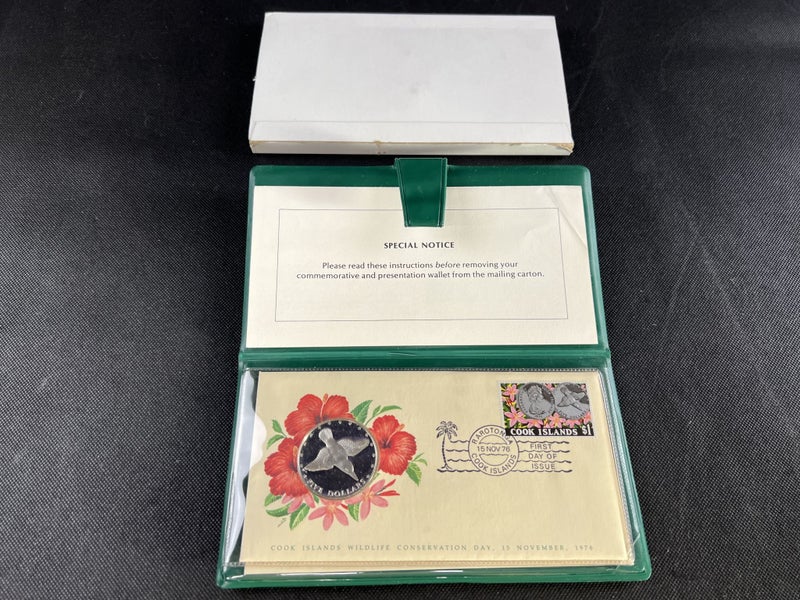 SPECIAL NOTICE
Please read these instructions before removing your
commemorative and presentation wallet from the mailing carton.
COOK ISLANDS $1
RAROTONGA
15 NOV 76
COOK ISLANDS
FIRST
DAY OF
ISSUE
FIVE DOLLARS
COOK ISLANDS WILDLIFE CONSERVATION DAY, 15 NOVEMBER, 1976